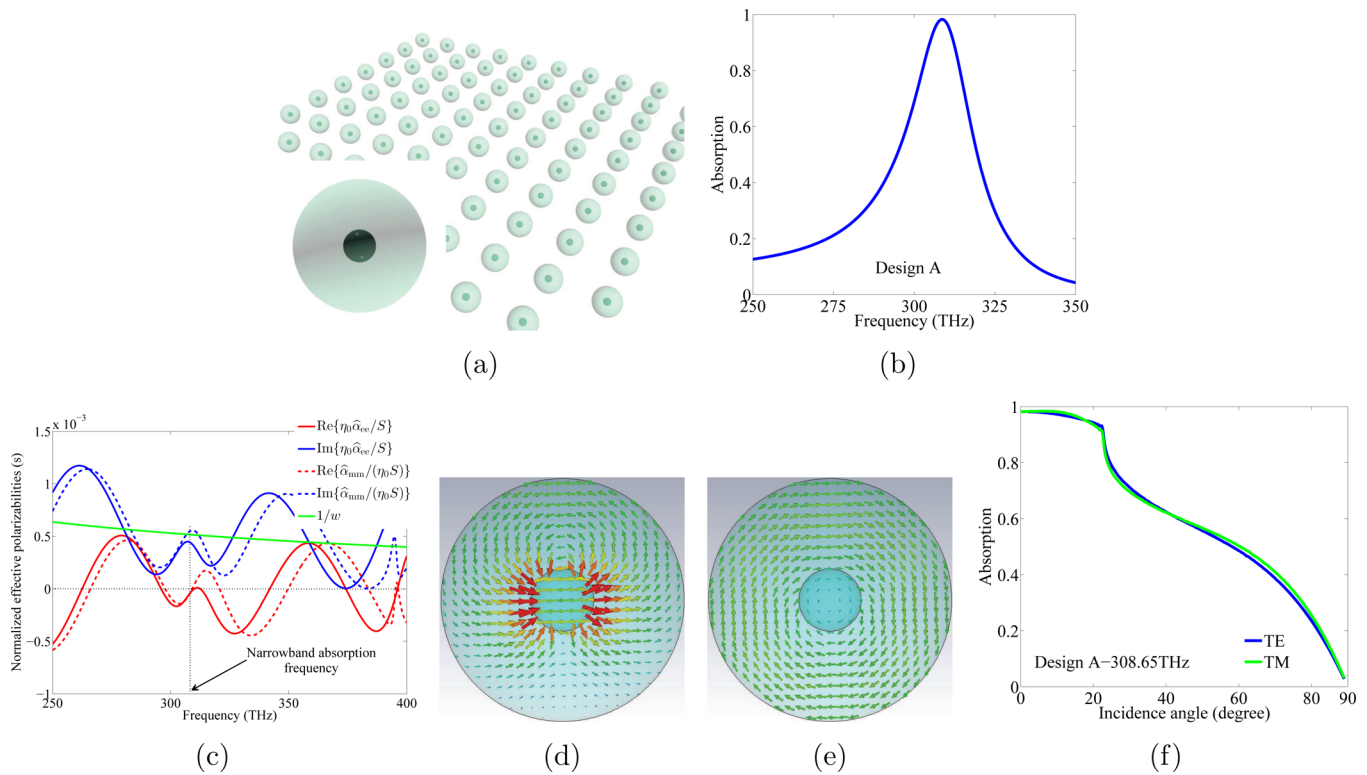 1
0.8
0.6
0.4
0.2
0
Absorption
Design A
250
275
300
325
350
Frequency (THz)
(a)
(b)
x 10⁻³
1.5
1
0.5
0
−0.5
−1
Normalized effective polarizabilities (s)
Re{η₀α̂ₑₑ/S}
Im{η₀α̂ₑₑ/S}
Re{α̂ₘₘ/(η₀S)}
Im{α̂ₘₘ/(η₀S)}
1/w
Narrowband absorption
frequency
250
300
350
400
Frequency (THz)
1
0.8
0.6
0.4
0.2
0
Absorption
TE
TM
Design A−308.65THz
0
20
40
60
80
90
Incidence angle (degree)
(c)
(d)
(e)
(f)